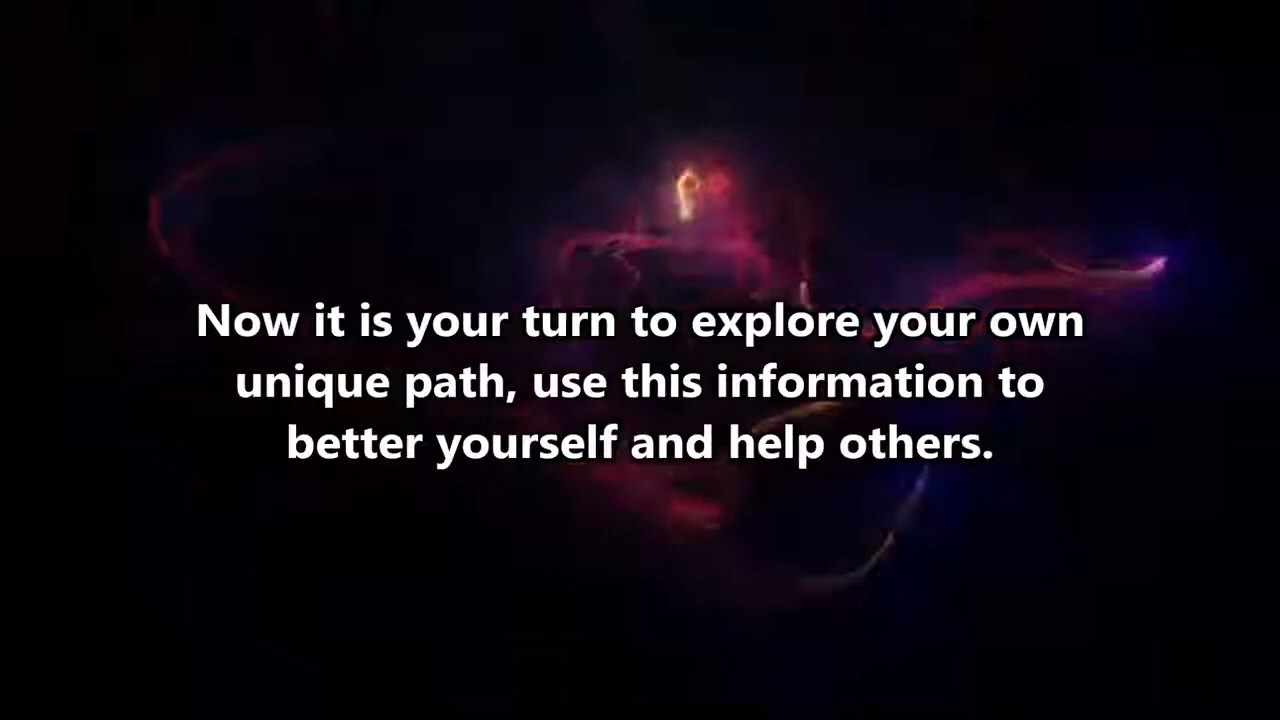 Now it is your turn to explore your own
unique path, use this information to
better yourself and help others.